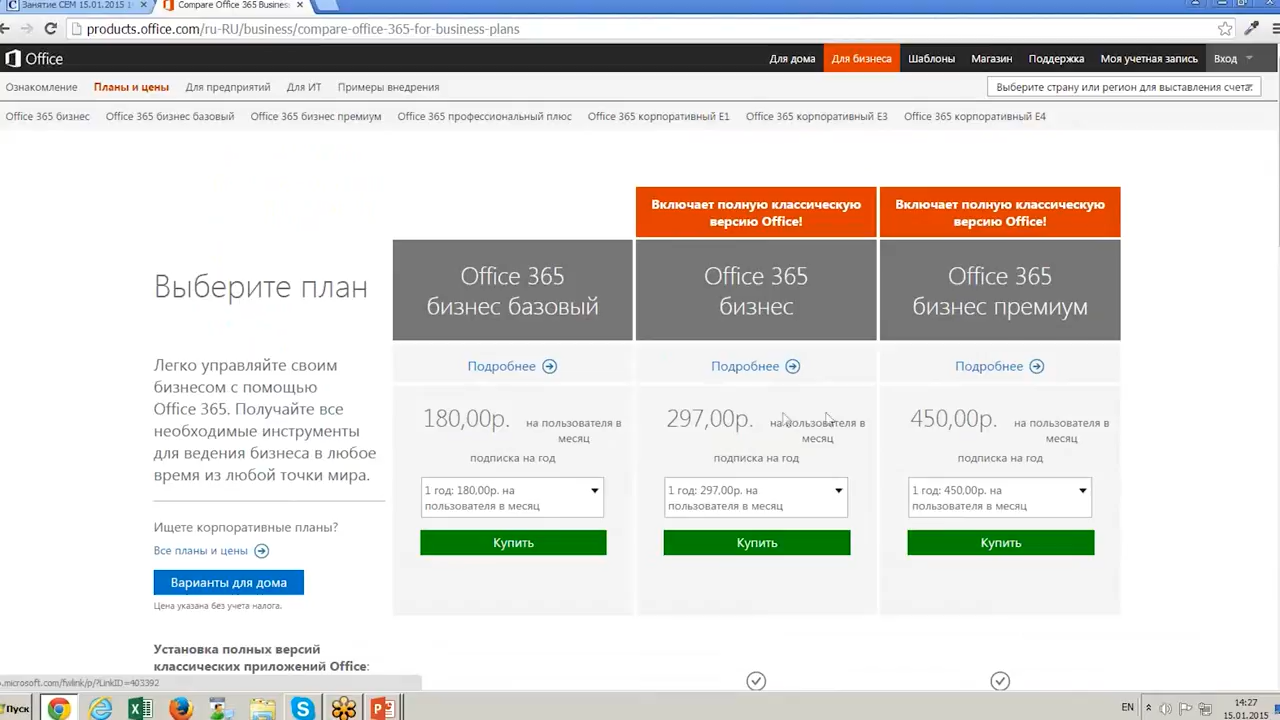 Занятие СЕМ 15.01.2015 1
Compare Office 365 Busines
products.office.com/ru-RU/business/compare-office-365-for-business-plans
Office
Для дома
Для бизнеса
Шаблоны
Магазин
Поддержка
Моя учетная запись
Вход
Ознакомление
Планы и цены
Для предприятий
Для ИТ
Примеры внедрения
Выберите страну или регион для выставления счета:
Office 365 бизнес
Office 365 бизнес базовый
Office 365 бизнес премиум
Office 365 профессиональный плюс
Office 365 корпоративный E1
Office 365 корпоративный E3
Office 365 корпоративный E4
Включает полную классическую
версию Office!
Включает полную классическую
версию Office!
Выберите план
Office 365
бизнес базовый
Office 365
бизнес
Office 365
бизнес премиум
Легко управляйте своим
бизнесом с помощью
Office 365. Получайте все
необходимые инструменты
для ведения бизнеса в любое
время из любой точки мира.
Подробнее
Подробнее
Подробнее
180,00р. на пользователя в
месяц
подписка на год
297,00р. на пользователя в
месяц
подписка на год
450,00р. на пользователя в
месяц
подписка на год
1 год: 180,00р. на
пользователя в месяц
1 год: 297,00р. на
пользователя в месяц
1 год: 450,00р. на
пользователя в месяц
Купить
Купить
Купить
Ищете корпоративные планы?
Все планы и цены
Варианты для дома
Цена указана без учета налога.
Установка полных версий
классических приложений Office:
o.microsoft.com/fwlink/p/?LinkID=403392
Пуск
EN
14:27
15.01.2015